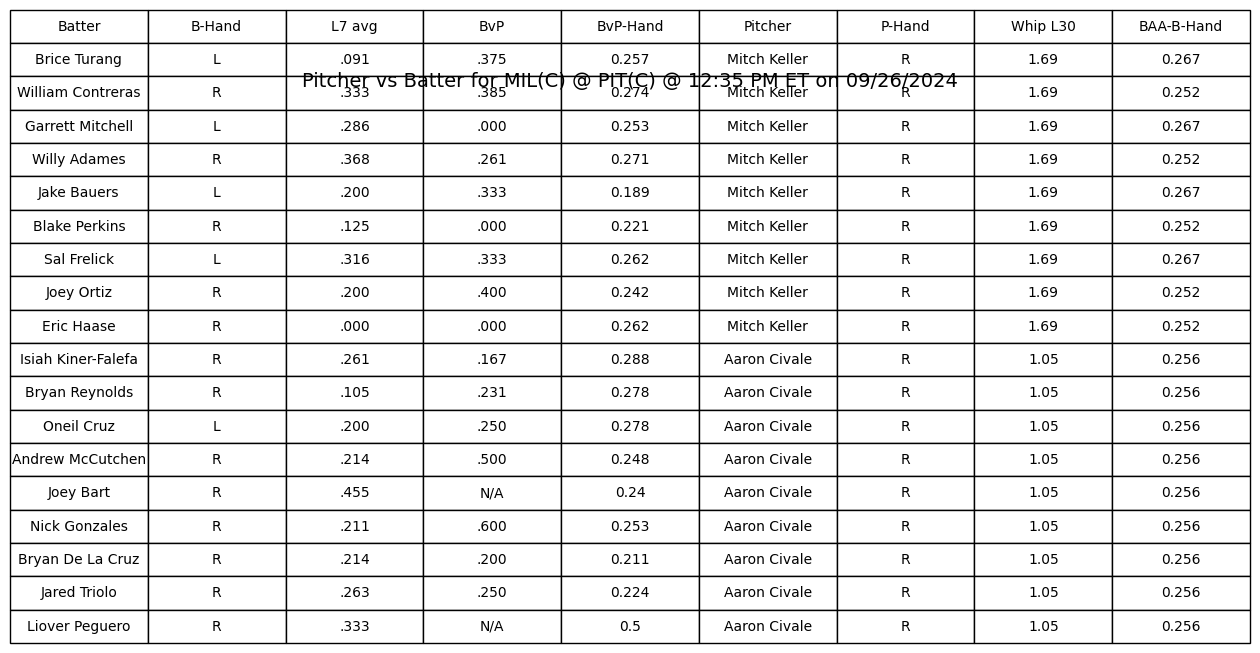 Batter B-Hand L7 avg BvP BvP-Hand Pitcher P-Hand Whip L30 BAA-B-Hand
Brice Turang L .091 .375 0.257 Mitch Keller R 1.69 0.267
Pitcher vs Batter for MIL(C) @ PIT(C) @ 12:35 PM ET on 09/26/2024
William Contreras R .333 .385 0.274 Mitch Keller R 1.69 0.252
Garrett Mitchell L .286 .000 0.253 Mitch Keller R 1.69 0.267
Willy Adames R .368 .261 0.271 Mitch Keller R 1.69 0.252
Jake Bauers L .200 .333 0.189 Mitch Keller R 1.69 0.267
Blake Perkins R .125 .000 0.221 Mitch Keller R 1.69 0.252
Sal Frelick L .316 .333 0.262 Mitch Keller R 1.69 0.267
Joey Ortiz R .200 .400 0.242 Mitch Keller R 1.69 0.252
Eric Haase R .000 .000 0.262 Mitch Keller R 1.69 0.252
Isiah Kiner-Falefa R .261 .167 0.288 Aaron Civale R 1.05 0.256
Bryan Reynolds R .105 .231 0.278 Aaron Civale R 1.05 0.256
Oneil Cruz L .200 .250 0.278 Aaron Civale R 1.05 0.256
Andrew McCutchen R .214 .500 0.248 Aaron Civale R 1.05 0.256
Joey Bart R .455 N/A 0.24 Aaron Civale R 1.05 0.256
Nick Gonzales R .211 .600 0.253 Aaron Civale R 1.05 0.256
Bryan De La Cruz R .214 .200 0.211 Aaron Civale R 1.05 0.256
Jared Triolo R .263 .250 0.224 Aaron Civale R 1.05 0.256
Liover Peguero R .333 N/A 0.5 Aaron Civale R 1.05 0.256